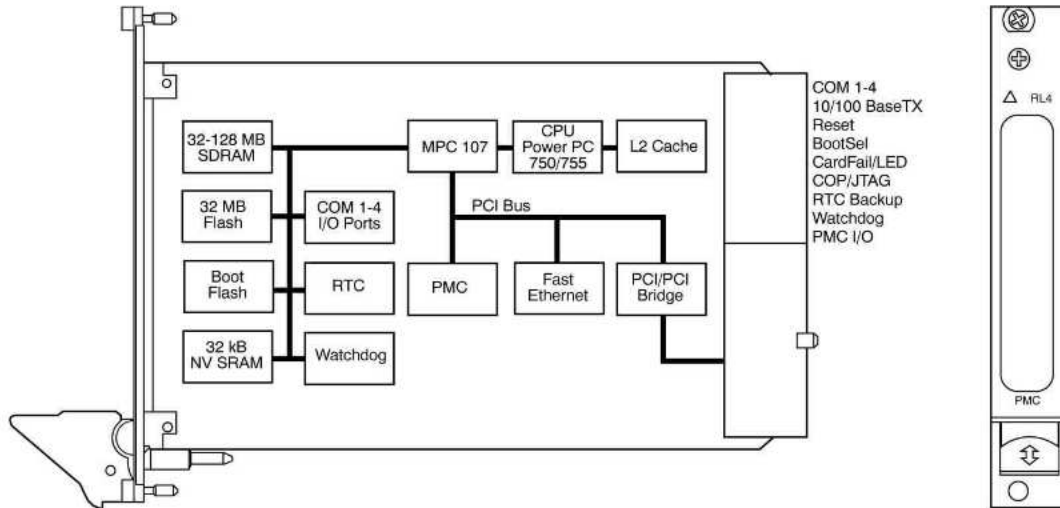 32-128 MB
SDRAM
MPC 107
CPU
Power PC
750/755
L2 Cache
32 MB
Flash
COM 1-4
I/O Ports
PCI Bus
Boot
Flash
RTC
PMC
Fast
Ethernet
PCI/PCI
Bridge
32 kB
NV SRAM
Watchdog
COM 1-4
10/100 BaseTX
Reset
BootSel
CardFail/LED
COP/JTAG
RTC Backup
Watchdog
PMC I/O
RL4
PMC